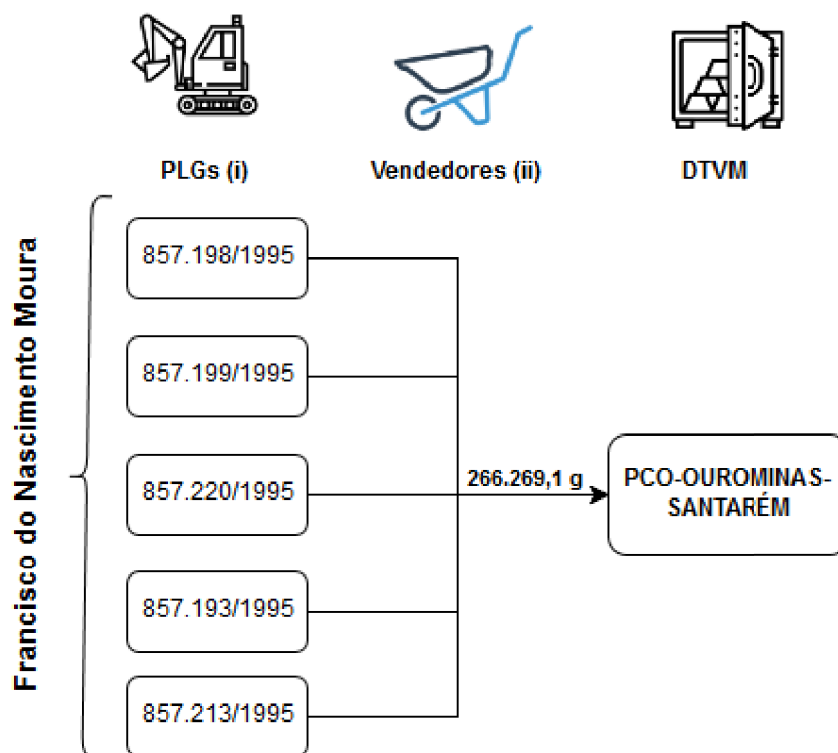 PLGs (i)
Vendedores (ii)
DTVM
Francisco do Nascimento Moura
857.198/1995
857.199/1995
857.220/1995
857.193/1995
857.213/1995
266.269,1 g
PCO-OUROMINAS-
SANTARÉM